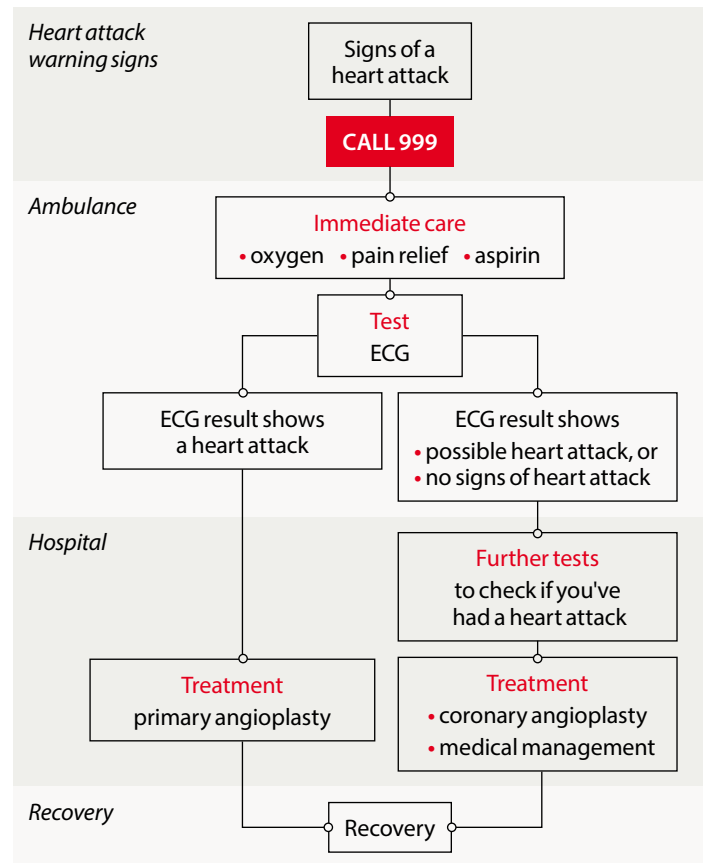 Heart attack
warning signs
Signs of a
heart attack
CALL 999
Ambulance
Immediate care
• oxygen • pain relief • aspirin
Test
ECG
ECG result shows
a heart attack
ECG result shows
• possible heart attack, or
• no signs of heart attack
Hospital
Further tests
to check if you've
had a heart attack
Treatment
primary angioplasty
Treatment
• coronary angioplasty
• medical management
Recovery
Recovery